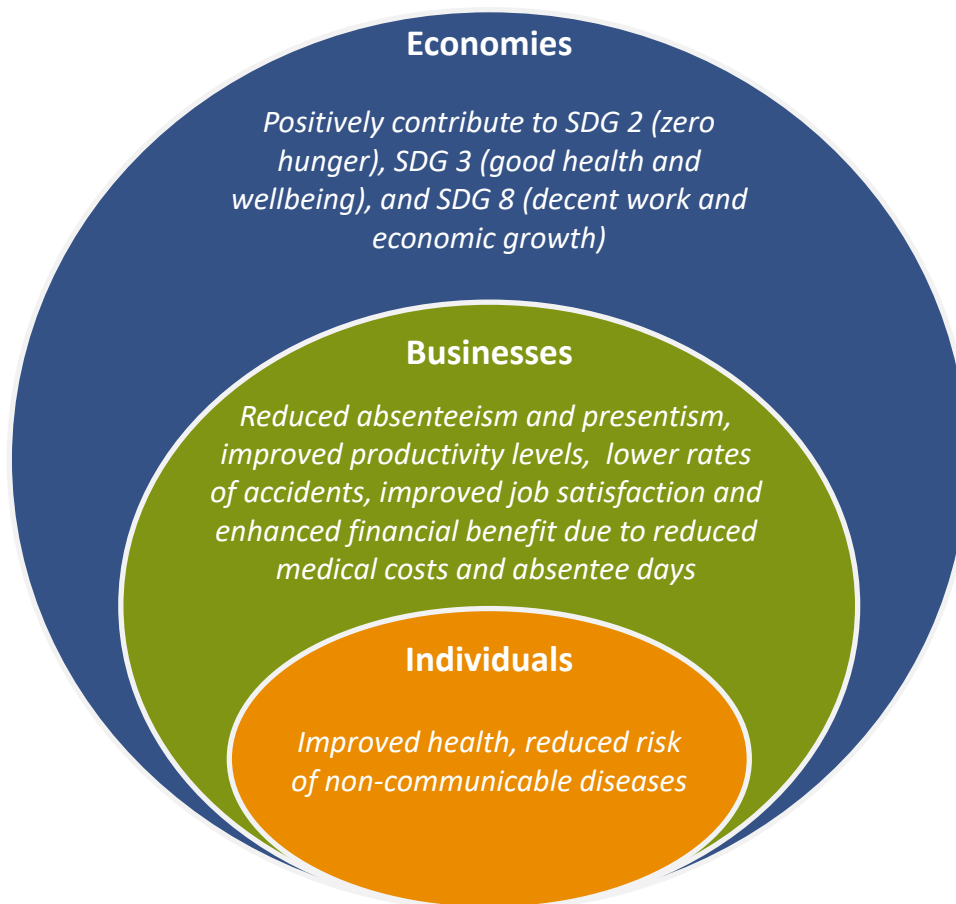 Economies
Positively contribute to SDG 2 (zero
hunger), SDG 3 (good health and
wellbeing), and SDG 8 (decent work and
economic growth)
Businesses
Reduced absenteeism and presentism,
improved productivity levels,  lower rates
of accidents, improved job satisfaction and
enhanced financial benefit due to reduced
medical costs and absentee days
Individuals
Improved health, reduced risk
of non-communicable diseases